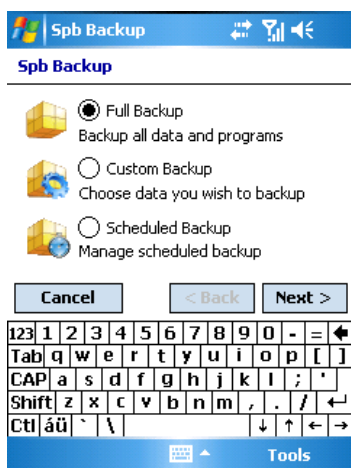 Spb Backup
Spb Backup
Full Backup
Backup all data and programs
Custom Backup
Choose data you wish to backup
Scheduled Backup
Manage scheduled backup
Cancel < Back Next >
123 1 2 3 4 5 6 7 8 9 0 - =
Tab q w e r t y u i o p [ ]
CAP a s d f g h j k l ; '
Shift z x c v b n m , . /
Ctl áü ` \
Tools